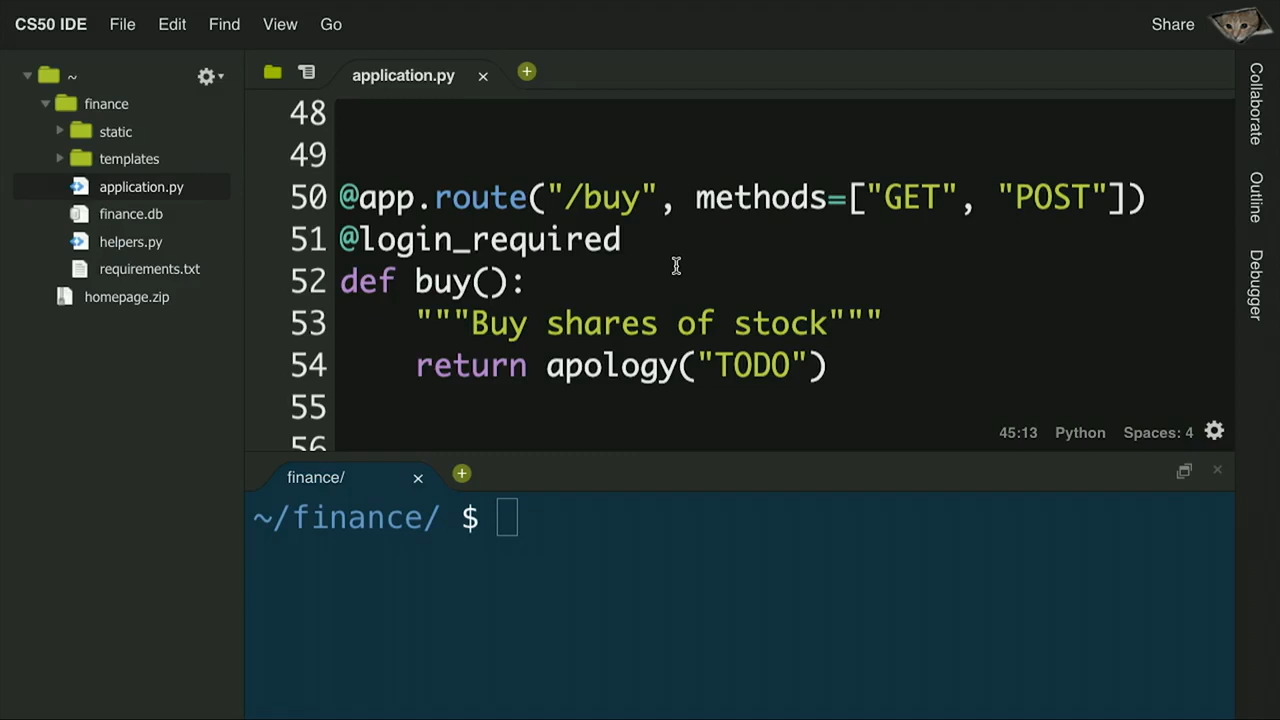 CS50 IDE File Edit Find View Go Share
~
finance
static
templates
application.py
finance.db
helpers.py
requirements.txt
homepage.zip
application.py
48
49
50 @app.route("/buy", methods=["GET", "POST"])
51 @login_required
52 def buy():
53 """Buy shares of stock"""
54 return apology("TODO")
55
56
45:13 Python Spaces: 4
finance/
~/finance/ $
Collaborate
Outline
Debugger